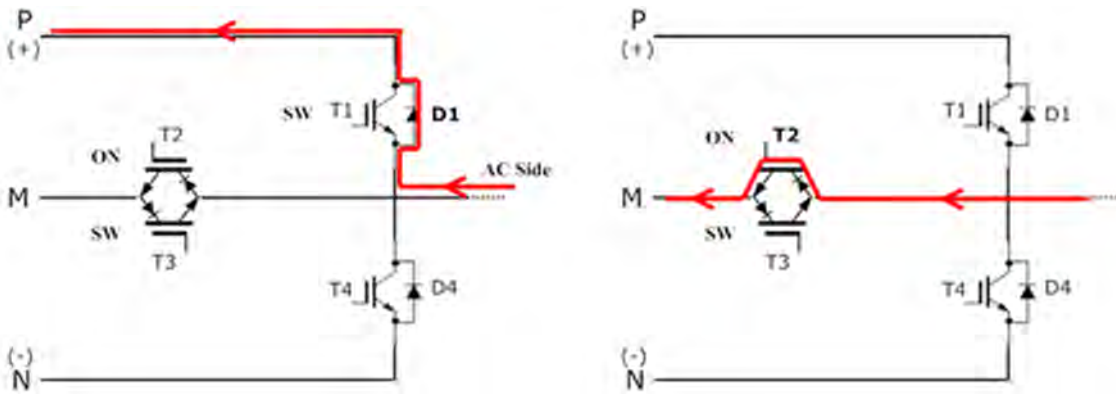 P
(+)
SW T1 D1
T2
ON
AC Side
M
SW
T3
T4 D4
(-)
N
P
(+)
T1 D1
ON T2
M
SW
T3
T4 D4
(-)
N